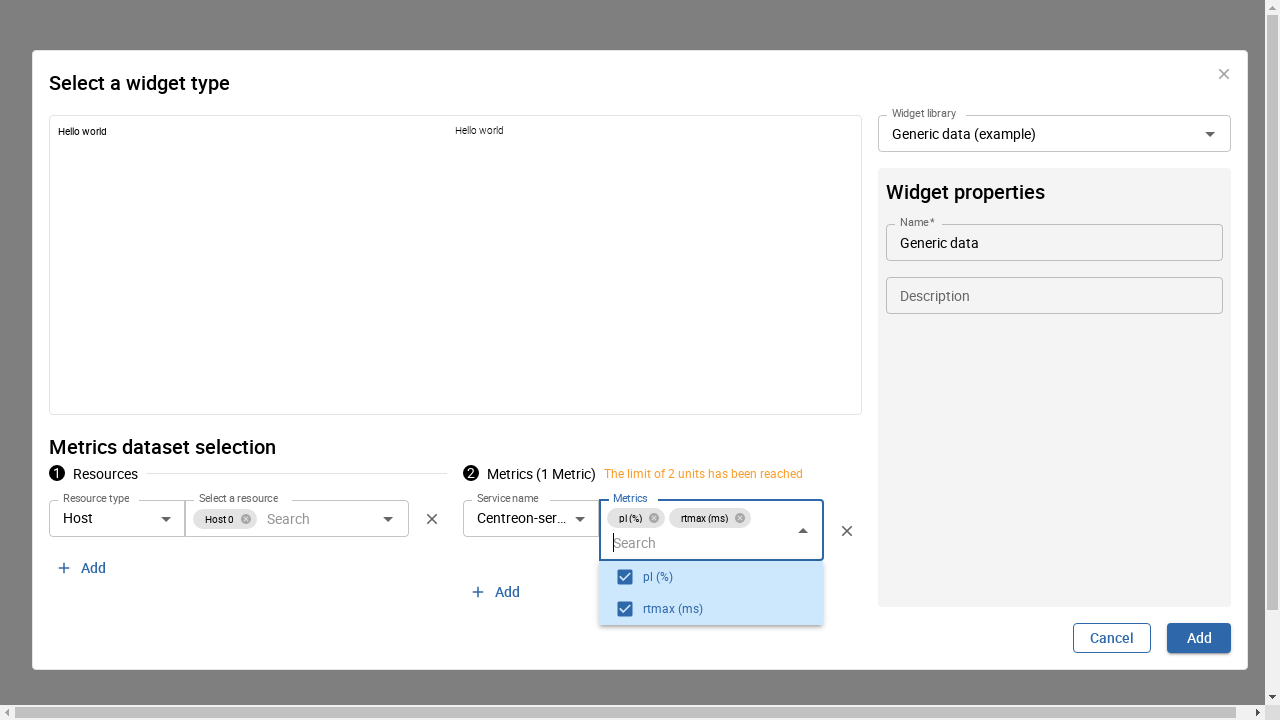 Select a widget type
Hello world
Hello world
Widget library
Generic data (example)
Widget properties
Name*
Generic data
Description
Metrics dataset selection
1 Resources
Resource type
Host
Select a resource
Host 0
Search
Add
2 Metrics (1 Metric) The limit of 2 units has been reached
Service name
Centreon-ser...
Metrics
pl (%) rtmax (ms)
Search
pl (%)
rtmax (ms)
Add
Cancel
Add